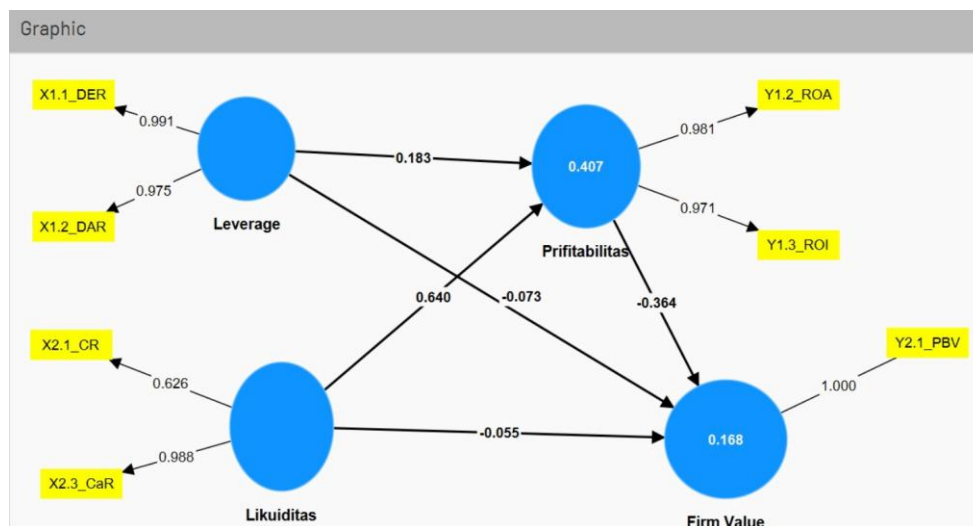 Graphic
X1.1_DER
Y1.2_ROA
0.991
0.981
0.183
0.407
0.975
0.971
X1.2_DAR
Leverage
Prifitabilitas
Y1.3_ROI
0.640
-0.073
-0.364
X2.1_CR
Y2.1_PBV
0.626
1.000
-0.055
0.168
0.988
X2.3_CaR
Likuiditas
Firm Value